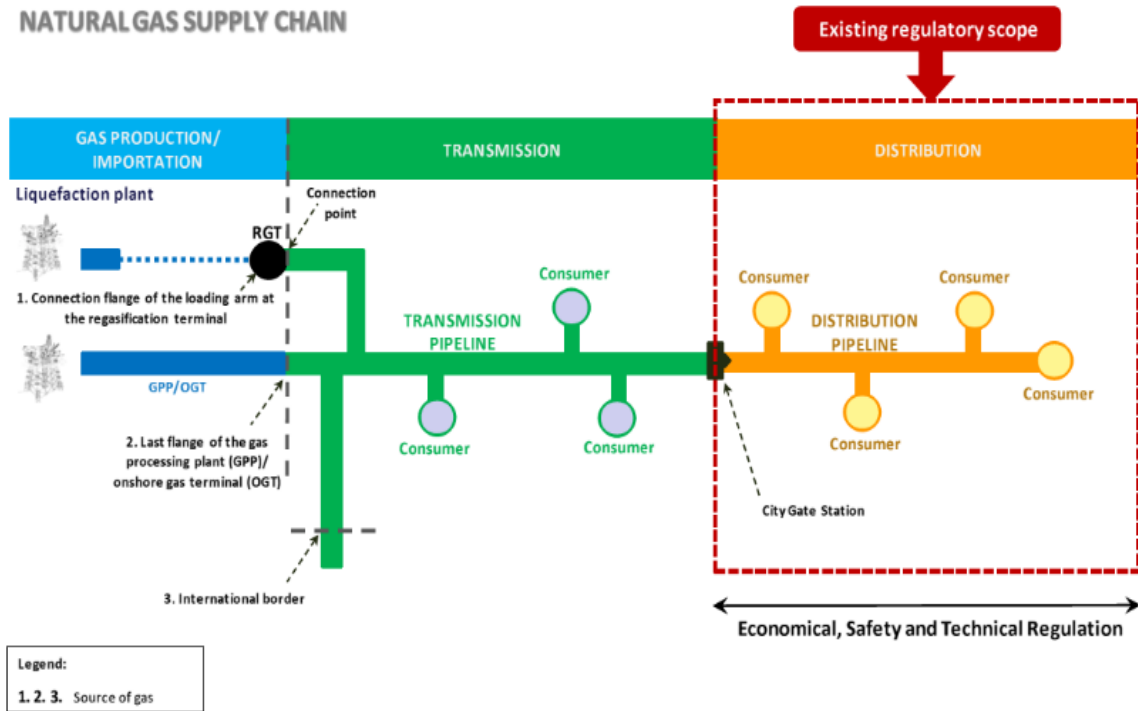 NATURAL GAS SUPPLY CHAIN
Existing regulatory scope
GAS PRODUCTION/
IMPORTATION
TRANSMISSION
DISTRIBUTION
Liquefaction plant
Connection
point
RGT
1. Connection flange of the loading arm at
the regasification terminal
Consumer
Consumer
Consumer
TRANSMISSION
PIPELINE
DISTRIBUTION
PIPELINE
GPP/OGT
Consumer
Consumer
Consumer
Consumer
2. Last flange of the gas
processing plant (GPP)/
onshore gas terminal (OGT)
City Gate Station
3. International border
Economical, Safety and Technical Regulation
Legend:
1. 2. 3. Source of gas